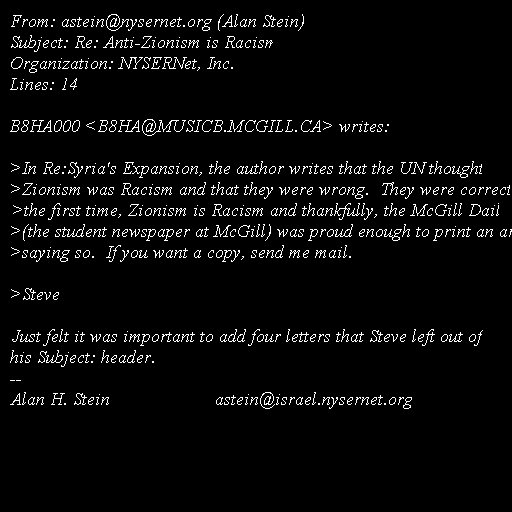 From: astein@nysernet.org (Alan Stein)
Subject: Re: Anti-Zionism is Racism
Organization: NYSERNet, Inc.
Lines: 14

B8HA000 <B8HA@MUSICB.MCGILL.CA> writes:

>In Re:Syria's Expansion, the author writes that the UN thought
>Zionism was Racism and that they were wrong.  They were correct
>the first time, Zionism is Racism and thankfully, the McGill Dail
>(the student newspaper at McGill) was proud enough to print an
>saying so.  If you want a copy, send me mail.

>Steve

Just felt it was important to add four letters that Steve left out of
his Subject: header.
--
Alan H. Stein                     astein@israel.nysernet.org